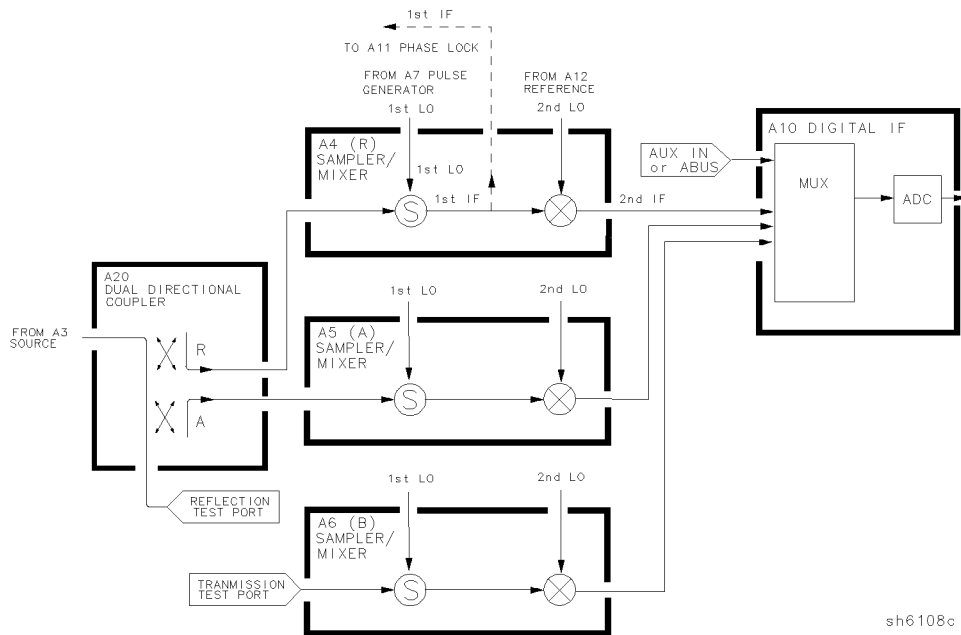 1st IF
TO A11 PHASE LOCK
FROM A7 PULSE
GENERATOR
1st LO
FROM A12
REFERENCE
2nd LO
A4 (R)
SAMPLER/
MIXER
1st LO
S
1st IF
2nd IF
AUX IN
or ABUS
A10 DIGITAL IF
MUX
ADC
A20
DUAL DIRECTIONAL
COUPLER
FROM A3
SOURCE
R
A
REFLECTION
TEST PORT
1st LO
2nd LO
A5 (A)
SAMPLER/
MIXER
S
1st LO
2nd LO
A6 (B)
SAMPLER/
MIXER
S
TRANMISSION
TEST PORT
sh6108c